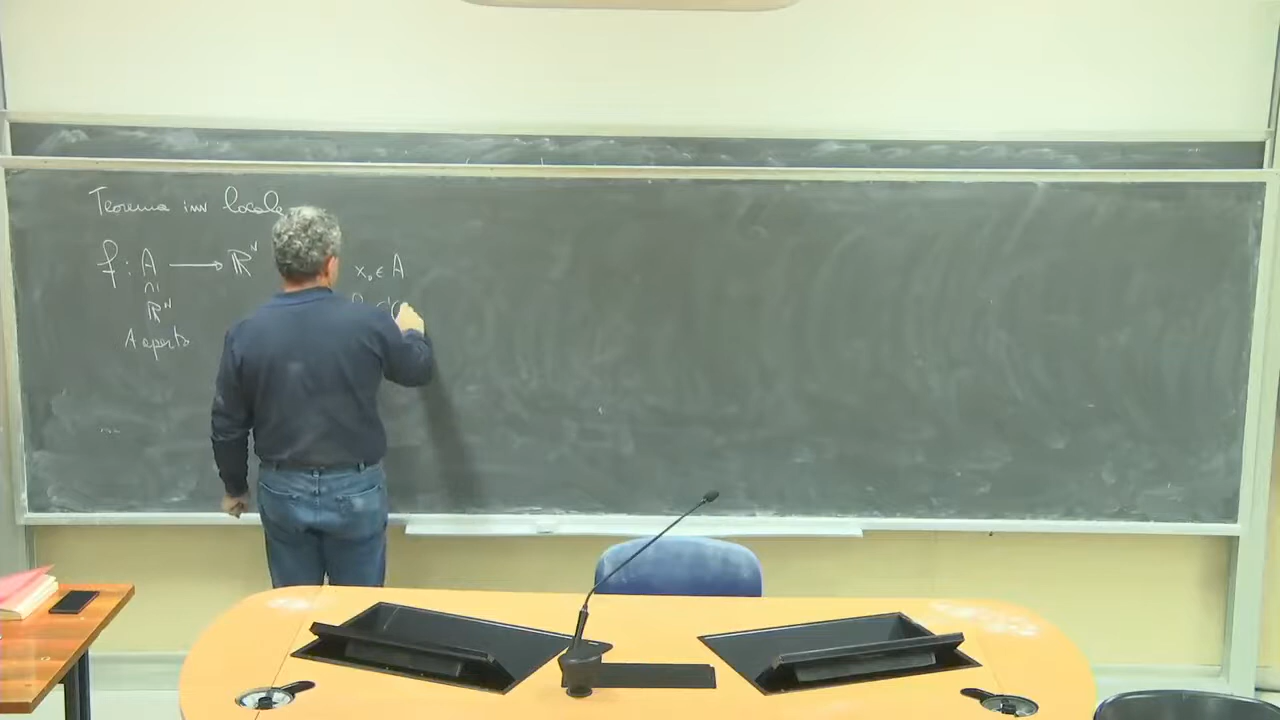 Teorema inv locale
f : A → ℝᴺ
∩|
ℝᴺ
A aperto
x₀ ∈ A